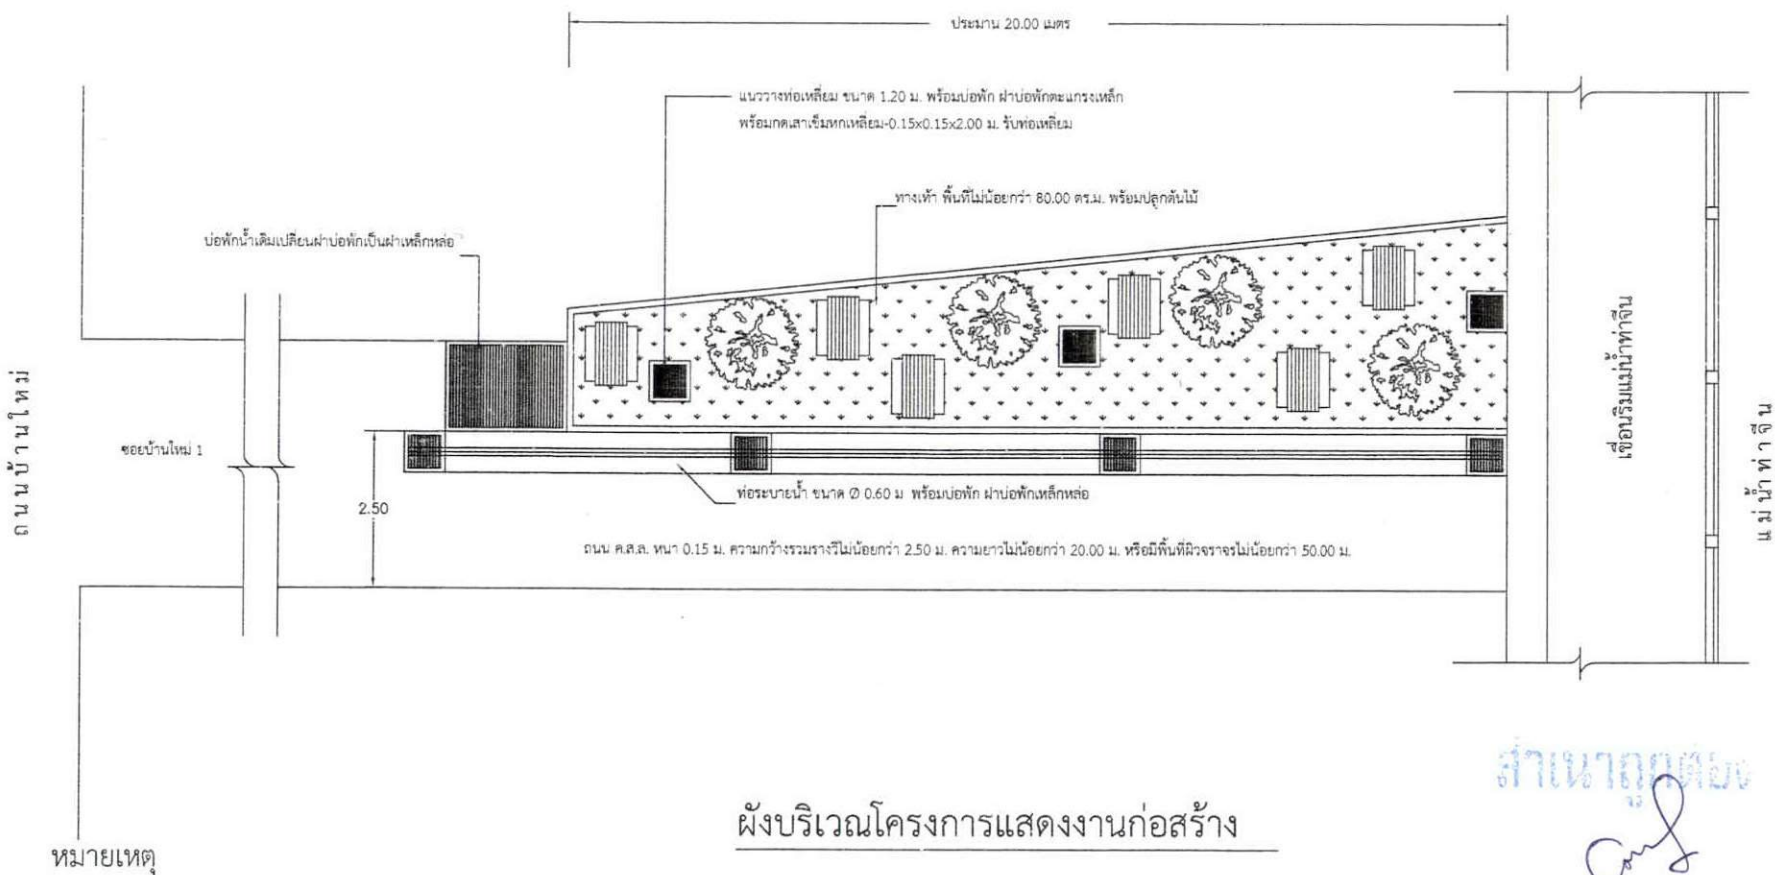 ประมาน 20.00 เมตร
แนววางท่อเหลี่ยม ขนาด 1.20 ม. พร้อมบ่อพัก ฝาบ่อพักตะแกรงเหล็ก
พร้อมกดเสาเข็มหกเหลี่ยม-0.15x0.15x2.00 ม. รับท่อเหลี่ยม
ทางเท้า พื้นที่ไม่น้อยกว่า 80.00 ตร.ม. พร้อมปลูกต้นไม้
บ่อพักน้ำเดิมเปลี่ยนฝาบ่อพักเป็นฝาเหล็กหล่อ
ถนนบ้านใหม่
ซอยบ้านใหม่ 1
2.50
ท่อระบายน้ำ ขนาด Ø 0.60 ม พร้อมบ่อพัก ฝาบ่อพักเหล็กหล่อ
ถนน ค.ส.ล. หนา 0.15 ม. ความกว้างรวมรางวีไม่น้อยกว่า 2.50 ม. ความยาวไม่น้อยกว่า 20.00 ม. หรือมีพื้นที่ผิวจราจรไม่น้อยกว่า 50.00 ม.
เขื่อนริมแม่น้ำท่าจีน
แม่น้ำท่าจีน
สำเนาถูกต้อง
ผังบริเวณโครงการแสดงงานก่อสร้าง
หมายเหตุ